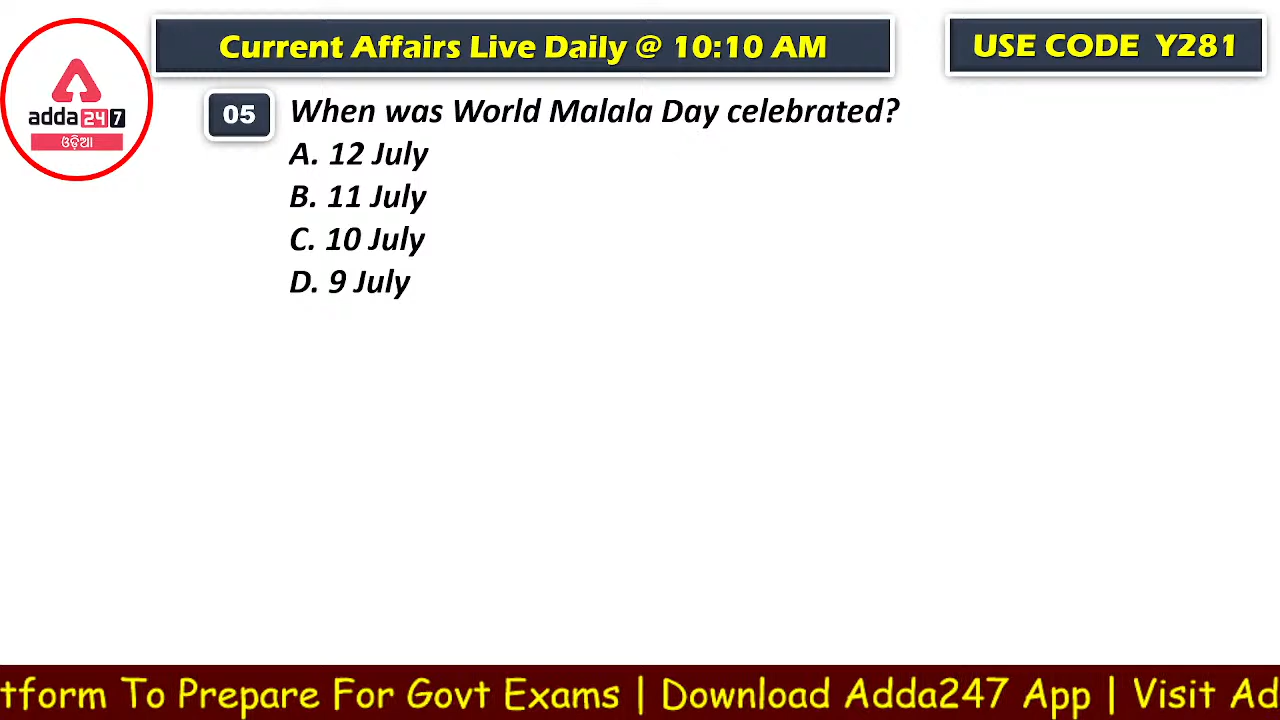 Current Affairs Live Daily @ 10:10 AM
USE CODE Y281
adda247
ଓଡ଼ିଆ
05 When was World Malala Day celebrated?
A. 12 July
B. 11 July
C. 10 July
D. 9 July
tform To Prepare For Govt Exams | Download Adda247 App | Visit Ad